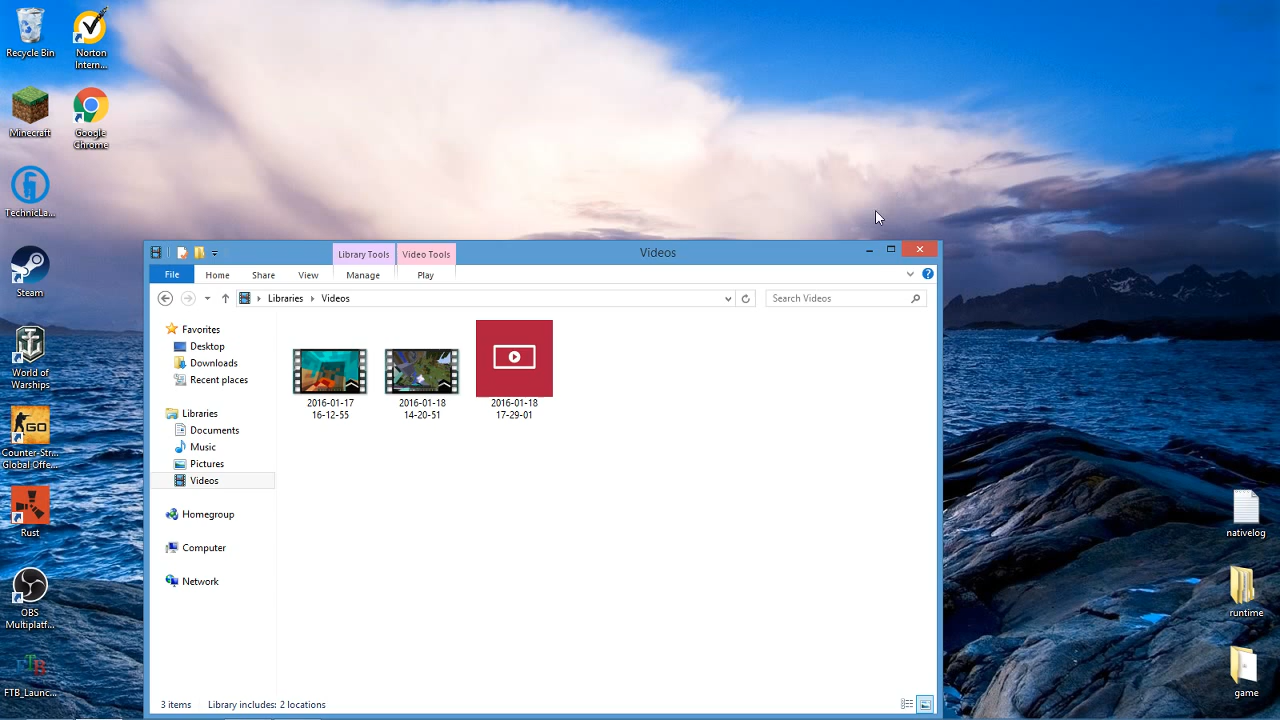 Recycle Bin
Norton
Intern...
Minecraft
Google
Chrome
TechnicLa...
Steam
World of
Warships
Counter-Str...
Global Offe...
GO
Rust
OBS
Multiplatf...
FTB
FTB_Launc...
Library Tools
Video Tools
Videos
File
Home
Share
View
Manage
Play
Libraries
Videos
Search Videos
Favorites
Desktop
Downloads
Recent places
Libraries
Documents
Music
Pictures
Videos
Homegroup
Computer
Network
2016-01-17
16-12-55
2016-01-18
14-20-51
2016-01-18
17-29-01
3 items
Library includes: 2 locations
nativelog
runtime
game